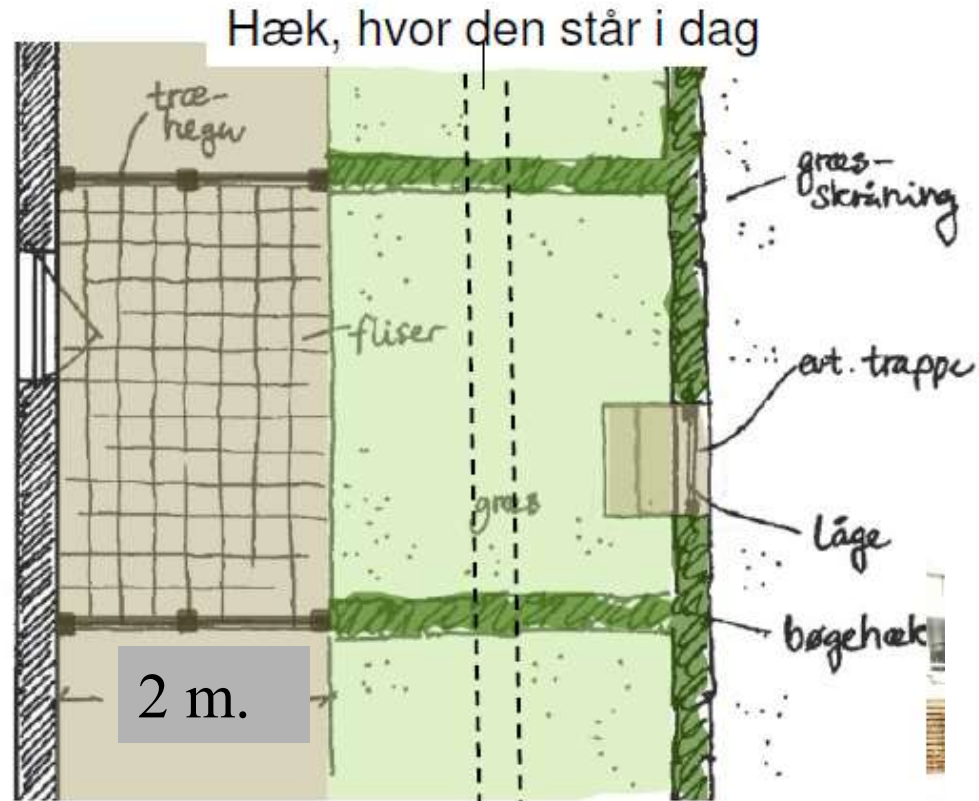 Hæk, hvor den står i dag
træ-
hegn
græs-
skråning
fliser
evt. trappe
græs
låge
bøgehæk
2 m.